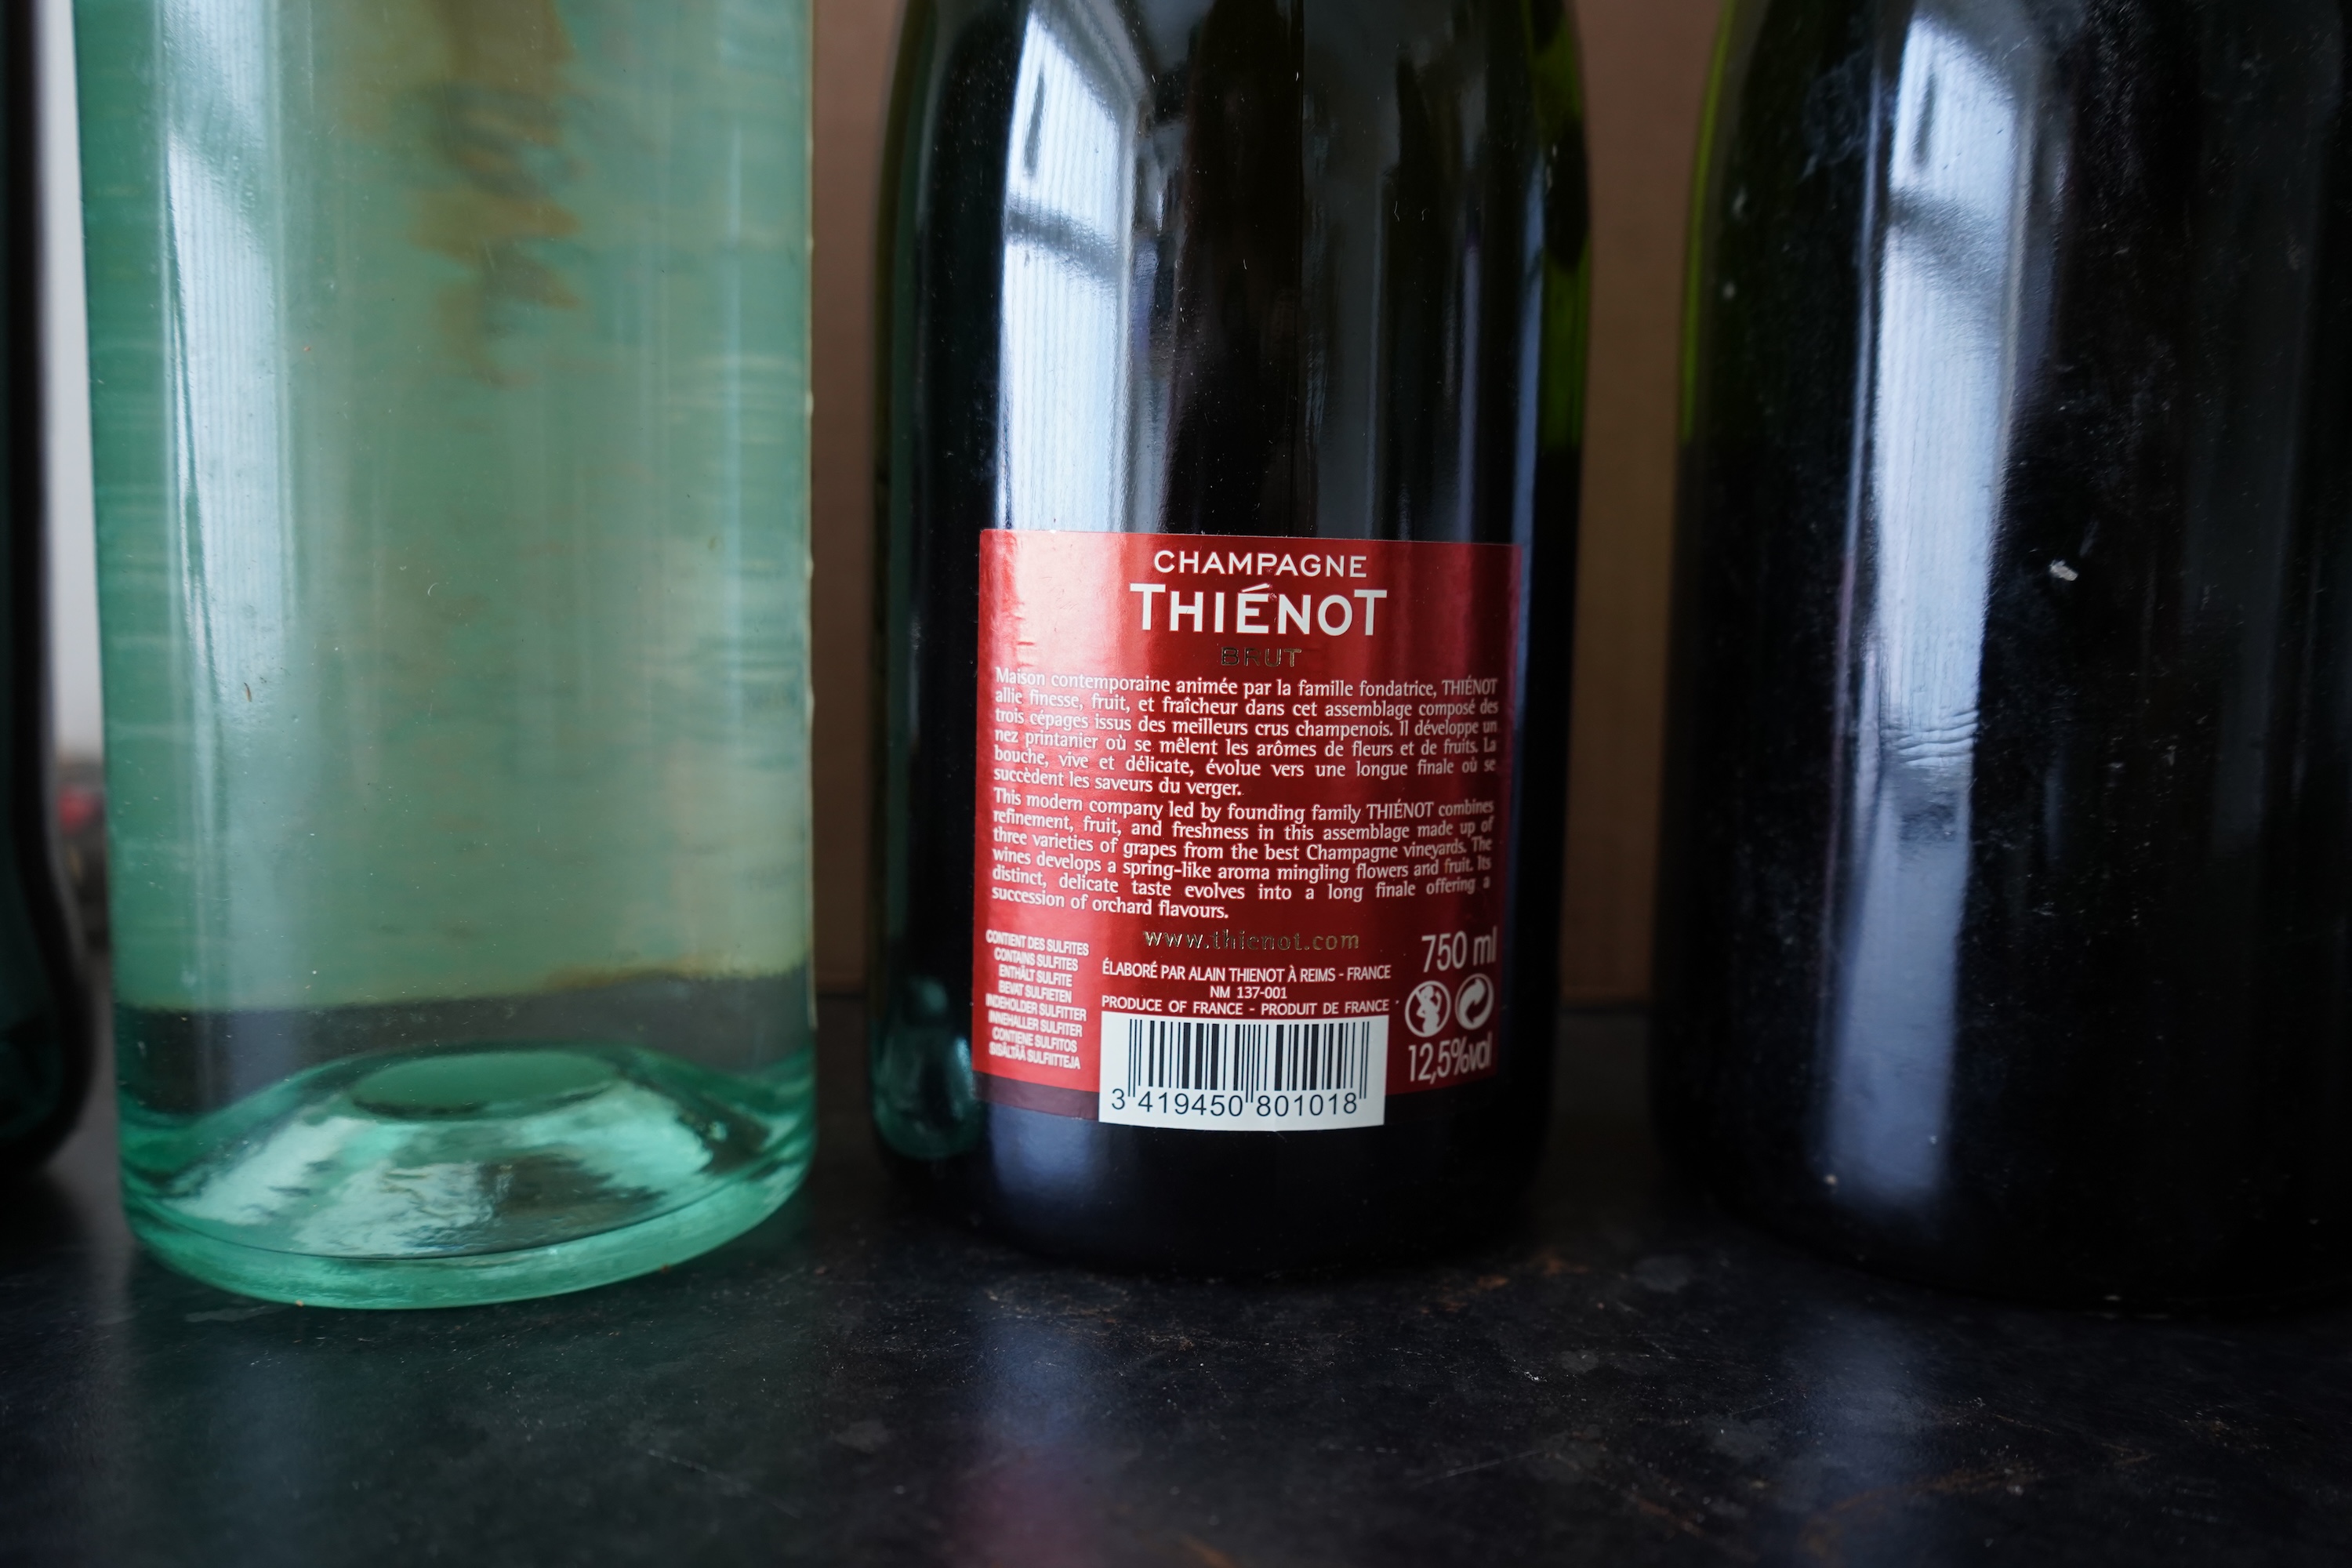 CHAMPAGNE
THIÉNOT
BRUT
Maison contemporaine animée par la famille fondatrice, THIÉNOT
allie finesse, fruit, et fraîcheur dans cet assemblage composé des
trois cépages issus des meilleurs crus champenois. Il développe un
nez printanier où se mêlent les arômes de fleurs et de fruits. La
bouche, vive et délicate, évolue vers une longue finale où se
succèdent les saveurs du verger.
This modern company led by founding family THIÉNOT combines
refinement, fruit, and freshness in this assemblage made up of
three varieties of grapes from the best Champagne vineyards. The
wines develops a spring-like aroma mingling flowers and fruit. Its
distinct, delicate taste evolves into a long finale offering a
succession of orchard flavours.
www.thienot.com
CONTIENT DES SULFITES
CONTAINS SULFITES
ENTHÄLT SULFITE
BEVAT SULFIETEN
INDEHOLDER SULFITTER
INNEHALLER SULFITER
CONTIENE SULFITOS
SISÄLTÄÄ SULFIITTEJA
ÉLABORÉ PAR ALAIN THIENOT À REIMS - FRANCE
NM 137-001
PRODUCE OF FRANCE - PRODUIT DE FRANCE
750 ml
12,5%vol
3 419450 801018